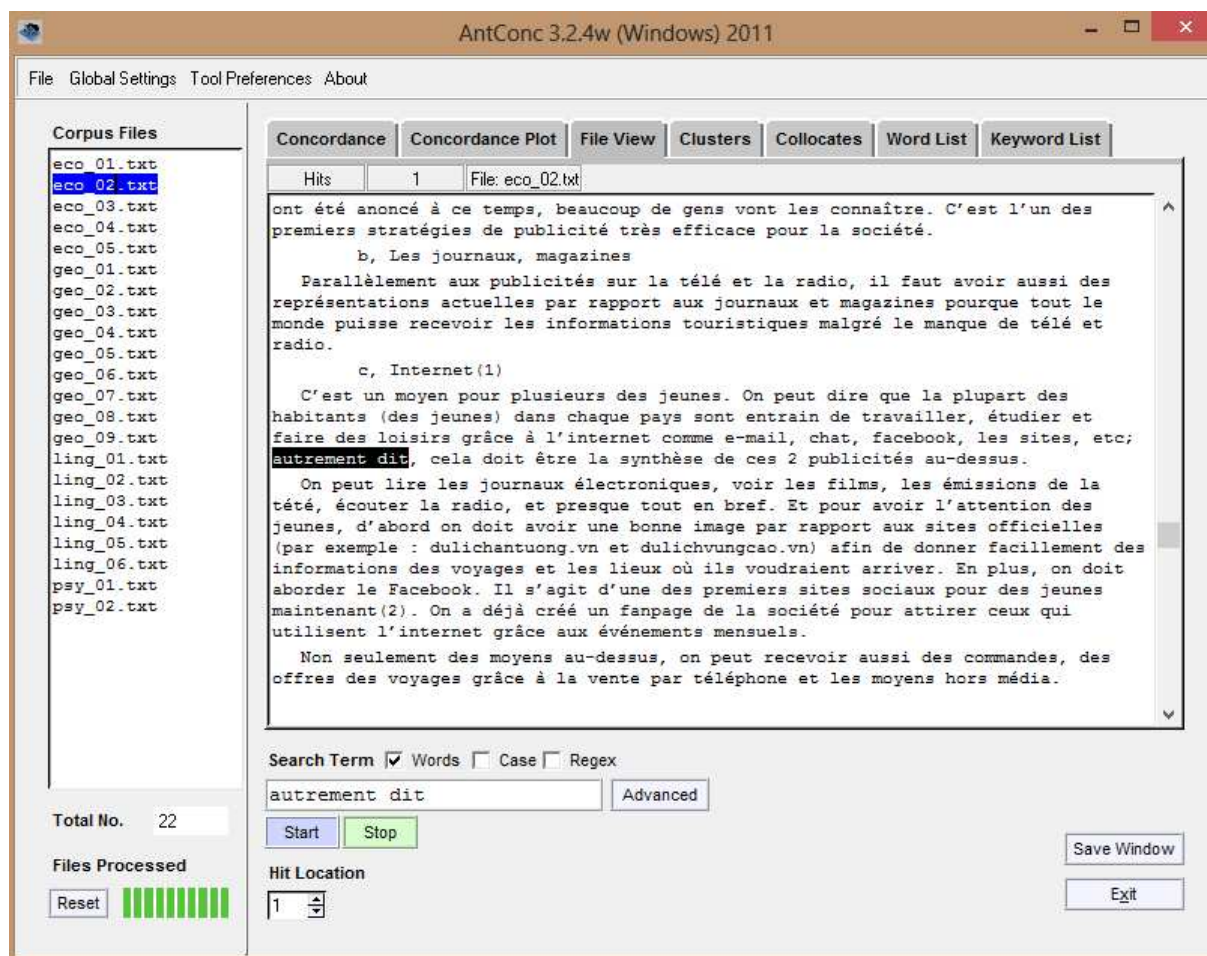 AntConc 3.2.4w (Windows) 2011
File Global Settings Tool Preferences About
Corpus Files
eco_01.txt
eco_02.txt
eco_03.txt
eco_04.txt
eco_05.txt
geo_01.txt
geo_02.txt
geo_03.txt
geo_04.txt
geo_05.txt
geo_06.txt
geo_07.txt
geo_08.txt
geo_09.txt
ling_01.txt
ling_02.txt
ling_03.txt
ling_04.txt
ling_05.txt
ling_06.txt
psy_01.txt
psy_02.txt
Total No. 22
Files Processed
Reset
Concordance Concordance Plot File View Clusters Collocates Word List Keyword List
Hits 1 File: eco_02.txt
ont été anoncé à ce temps, beaucoup de gens vont les connaître. C'est l'un des
premiers stratégies de publicité très efficace pour la société.
b, Les journaux, magazines
Parallèlement aux publicités sur la télé et la radio, il faut avoir aussi des
représentations actuelles par rapport aux journaux et magazines pourque tout le
monde puisse recevoir les informations touristiques malgré le manque de télé et
radio.
c, Internet(1)
C'est un moyen pour plusieurs des jeunes. On peut dire que la plupart des
habitants (des jeunes) dans chaque pays sont entrain de travailler, étudier et
faire des loisirs grâce à l'internet comme e-mail, chat, facebook, les sites, etc;
autrement dit, cela doit être la synthèse de ces 2 publicités au-dessus.
On peut lire les journaux électroniques, voir les films, les émissions de la
tété, écouter la radio, et presque tout en bref. Et pour avoir l'attention des
jeunes, d'abord on doit avoir une bonne image par rapport aux sites officielles
(par exemple : dulichantuong.vn et dulichvungcao.vn) afin de donner facillement des
informations des voyages et les lieux où ils voudraient arriver. En plus, on doit
aborder le Facebook. Il s'agit d'une des premiers sites sociaux pour des jeunes
maintenant(2). On a déjà créé un fanpage de la société pour attirer ceux qui
utilisent l'internet grâce aux événements mensuels.
Non seulement des moyens au-dessus, on peut recevoir aussi des commandes, des
offres des voyages grâce à la vente par téléphone et les moyens hors média.
Search Term Words Case Regex
autrement dit Advanced
Start Stop
Hit Location
1
Save Window
Exit